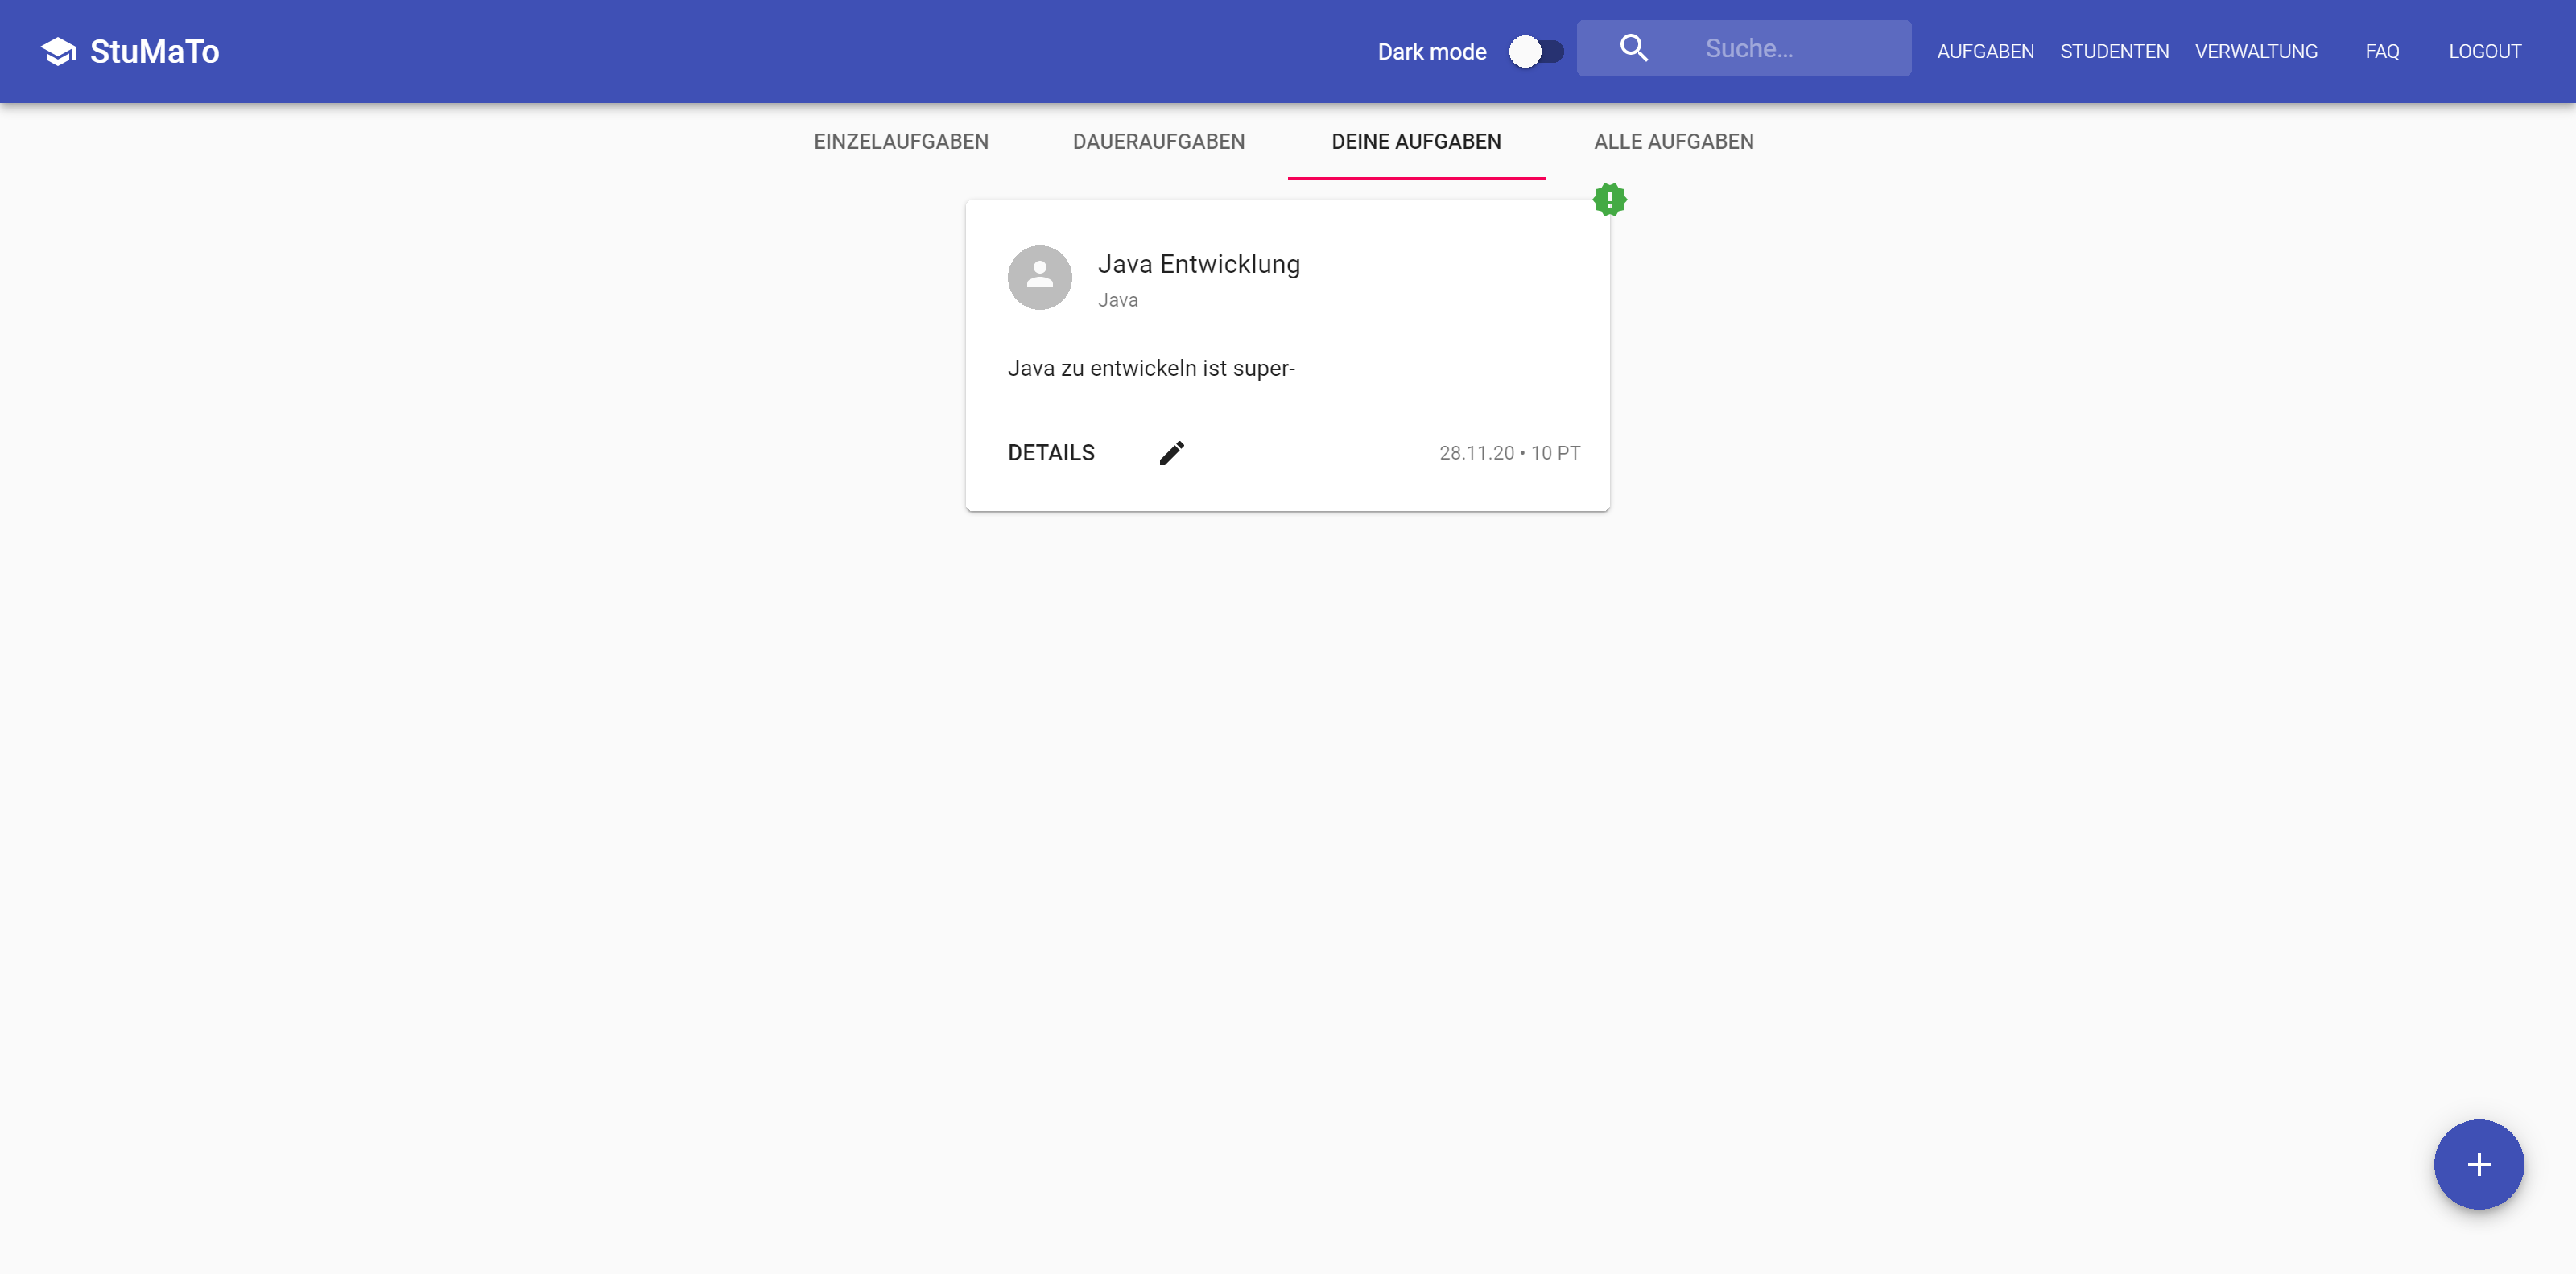 StuMaTo
Dark mode
Suche...
AUFGABEN
STUDENTEN
VERWALTUNG
FAQ
LOGOUT
EINZELAUFGABEN
DAUERAUFGABEN
DEINE AUFGABEN
ALLE AUFGABEN
Java Entwicklung
Java
Java zu entwickeln ist super-
DETAILS
28.11.20 • 10 PT